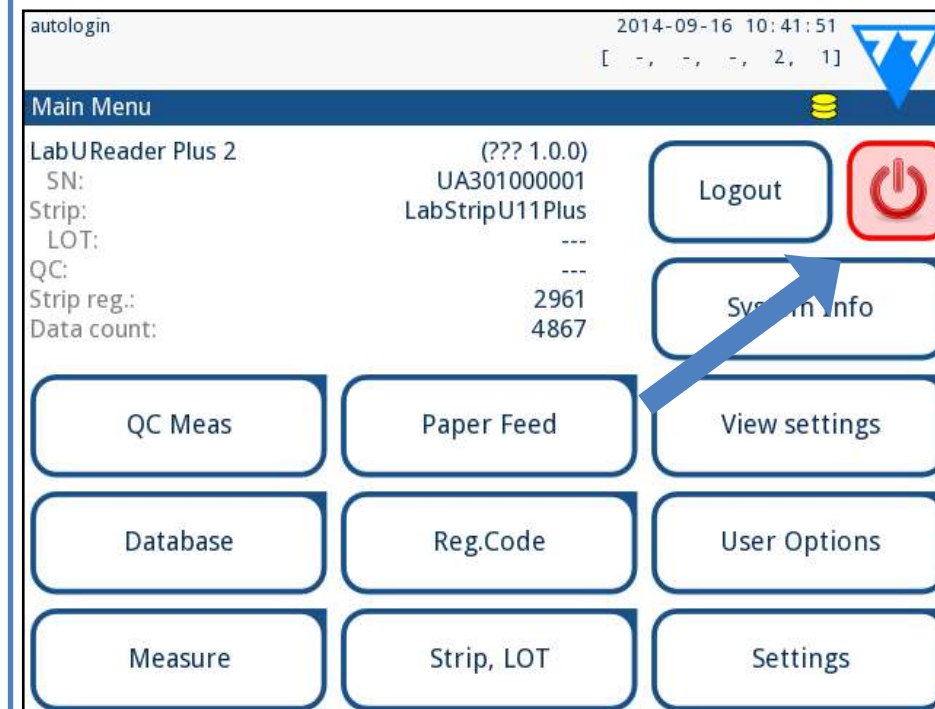 autologin 2014-09-16 10:41:51
[ -, -, -, 2, 1]
Main Menu
LabUReader Plus 2 (??? 1.0.0)
SN: UA301000001
Strip: LabStripU11Plus
LOT: ---
QC: ---
Strip reg.: 2961
Data count: 4867
Logout
Info
QC Meas Paper Feed View settings
Database Reg.Code User Options
Measure Strip, LOT Settings